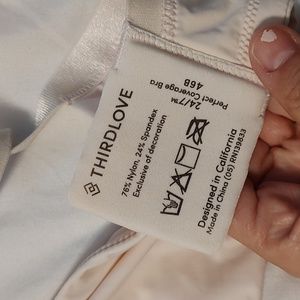 24/7™
Perfect Coverage Bra
46B
THIRDLOVE
76% Nylon, 24% Spandex
Exclusive of decoration
Designed in California
Made in China (05) RN139833